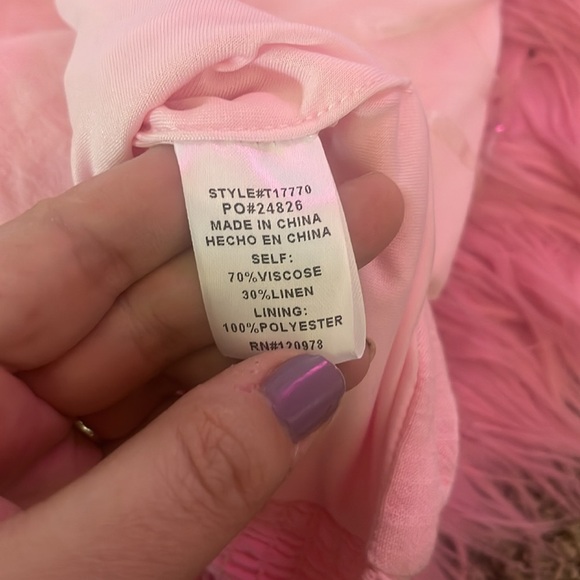 STYLE#T17770
PO#24826
MADE IN CHINA
HECHO EN CHINA
SELF:
70%VISCOSE
30%LINEN
LINING:
100%POLYESTER
RN#120978